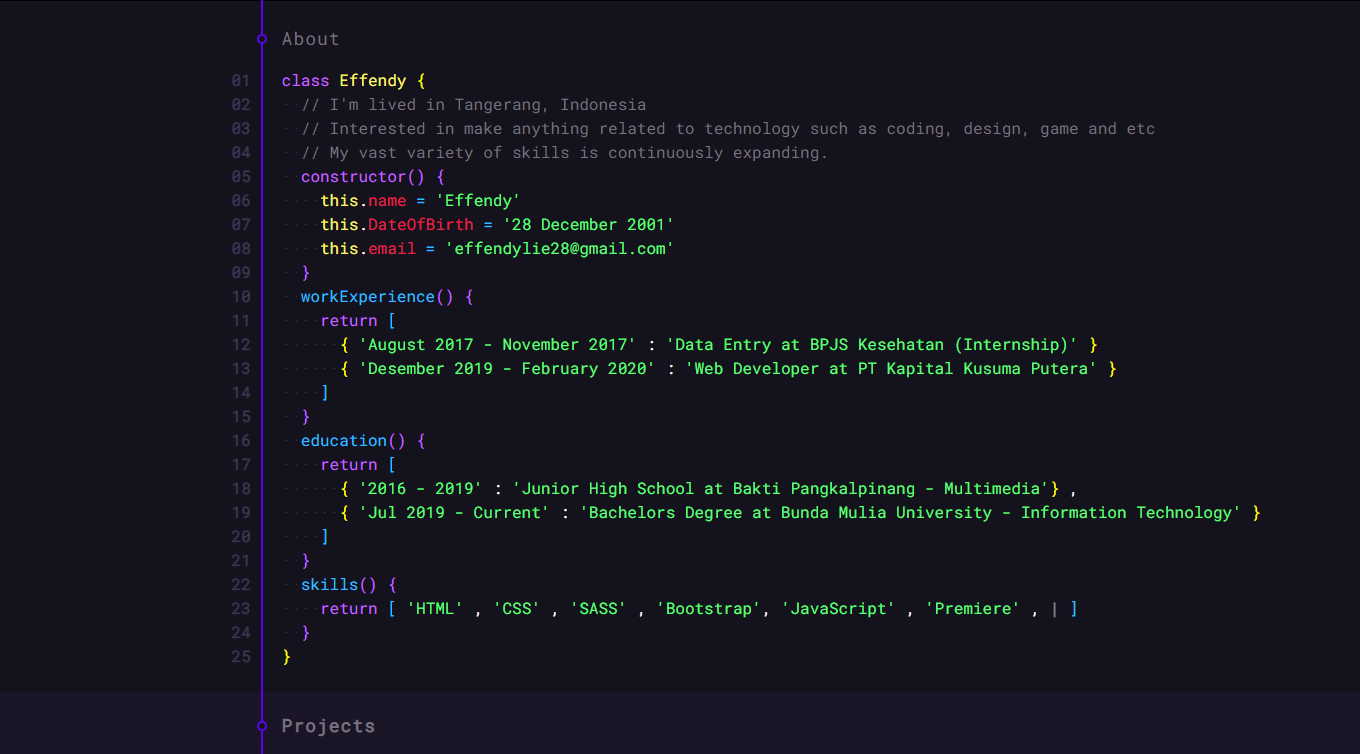 About
01 class Effendy {
02 // I'm lived in Tangerang, Indonesia
03 // Interested in make anything related to technology such as coding, design, game and etc
04 // My vast variety of skills is continuously expanding.
05 constructor() {
06 this.name = 'Effendy'
07 this.DateOfBirth = '28 December 2001'
08 this.email = 'effendylie28@gmail.com'
09 }
10 workExperience() {
11 return [
12 { 'August 2017 - November 2017' : 'Data Entry at BPJS Kesehatan (Internship)' }
13 { 'Desember 2019 - February 2020' : 'Web Developer at PT Kapital Kusuma Putera' }
14 ]
15 }
16 education() {
17 return [
18 { '2016 - 2019' : 'Junior High School at Bakti Pangkalpinang - Multimedia'} ,
19 { 'Jul 2019 - Current' : 'Bachelors Degree at Bunda Mulia University - Information Technology' }
20 ]
21 }
22 skills() {
23 return [ 'HTML' , 'CSS' , 'SASS' , 'Bootstrap', 'JavaScript' , 'Premiere' , | ]
24 }
25 }
Projects